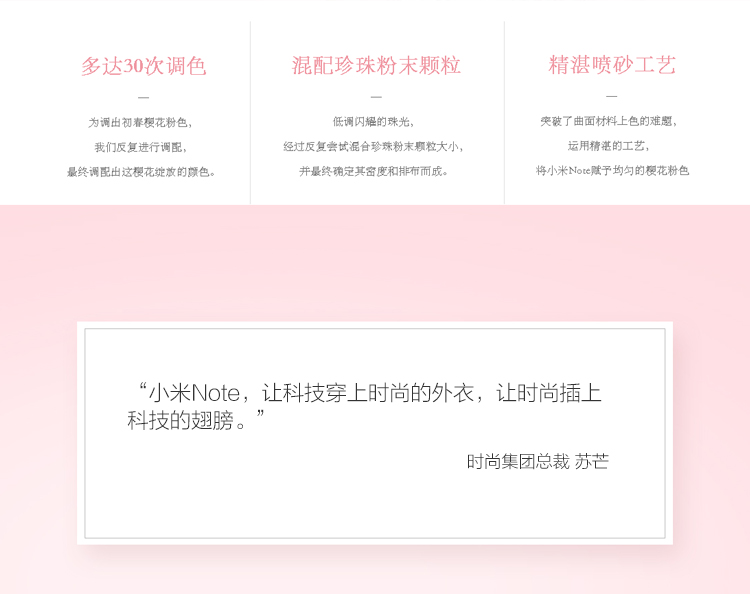 多达30次调色
—
为调出初春樱花粉色，
我们反复进行调配，
最终调配出这樱花绽放的颜色。
混配珍珠粉末颗粒
—
低调闪耀的珠光，
经过反复尝试混合珍珠粉末颗粒大小，
并最终确定其密度和排布而成。
精湛喷砂工艺
—
突破了曲面材料上色的难题，
运用精湛的工艺，
将小米Note赋予均匀的樱花粉色
“小米Note，让科技穿上时尚的外衣，让时尚插上
科技的翅膀。”
时尚集团总裁 苏芒